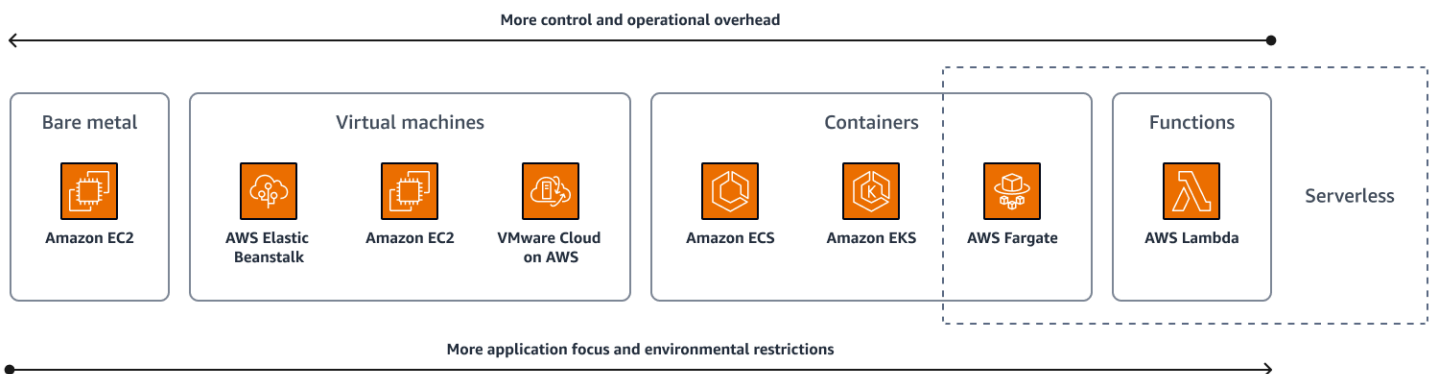 More control and operational overhead
Bare metal
Virtual machines
Containers
Functions
Serverless
Amazon EC2
AWS Elastic
Beanstalk
Amazon EC2
VMware Cloud
on AWS
Amazon ECS
K
Amazon EKS
AWS Fargate
AWS Lambda
More application focus and environmental restrictions